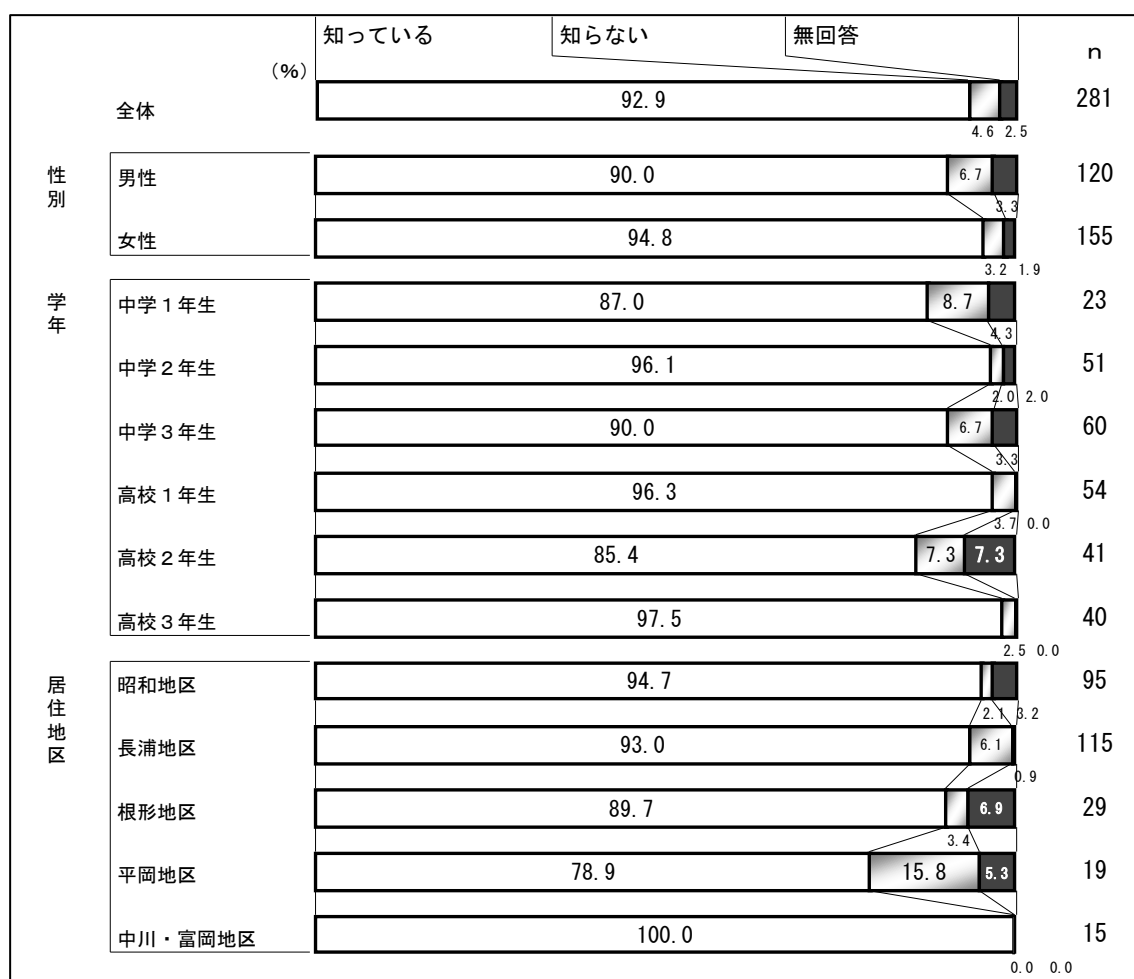 知っている 知らない 無回答 n
(%)
全体 92.9 281
4.6 2.5
性別
男性 90.0 6.7 120
3.3
女性 94.8 155
3.2 1.9
学年
中学1年生 87.0 8.7 23
4.3
中学2年生 96.1 51
2.0 2.0
中学3年生 90.0 6.7 60
3.3
高校1年生 96.3 54
3.7 0.0
高校2年生 85.4 7.3 7.3 41
高校3年生 97.5 40
2.5 0.0
居住地区
昭和地区 94.7 95
2.1 3.2
長浦地区 93.0 6.1 115
0.9
根形地区 89.7 6.9 29
3.4
平岡地区 78.9 15.8 5.3 19
中川・富岡地区 100.0 15
0.0 0.0